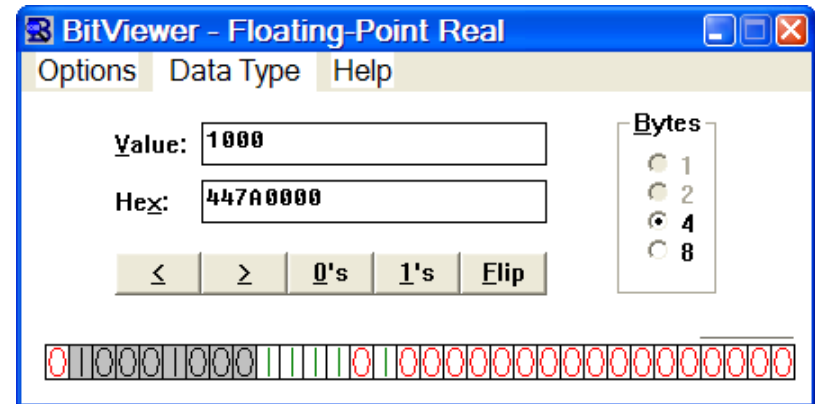 BitViewer - Floating-Point Real
Options Data Type Help
Bytes
Value: 1000
1
2
Hex: 447A0000
4
8
< > 0's 1's Flip
01000100011110100000000000000000